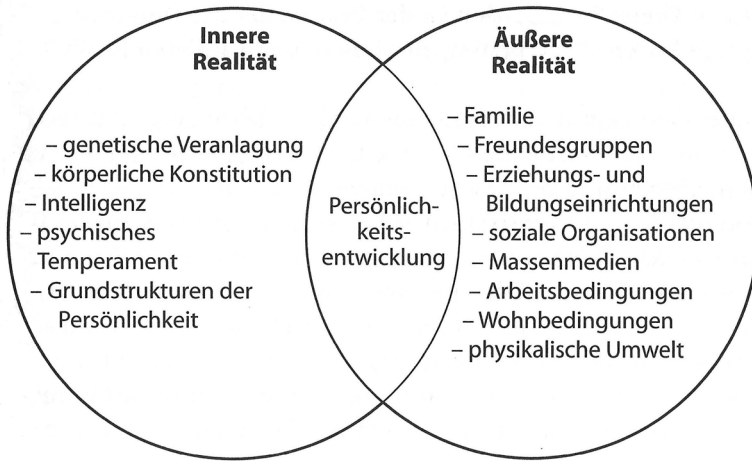 Innere
Realität
– genetische Veranlagung
– körperliche Konstitution
– Intelligenz
– psychisches
Temperament
– Grundstrukturen der
Persönlichkeit
Persönlich-
keits-
entwicklung
Äußere
Realität
– Familie
– Freundesgruppen
– Erziehungs- und
Bildungseinrichtungen
– soziale Organisationen
– Massenmedien
– Arbeitsbedingungen
– Wohnbedingungen
– physikalische Umwelt